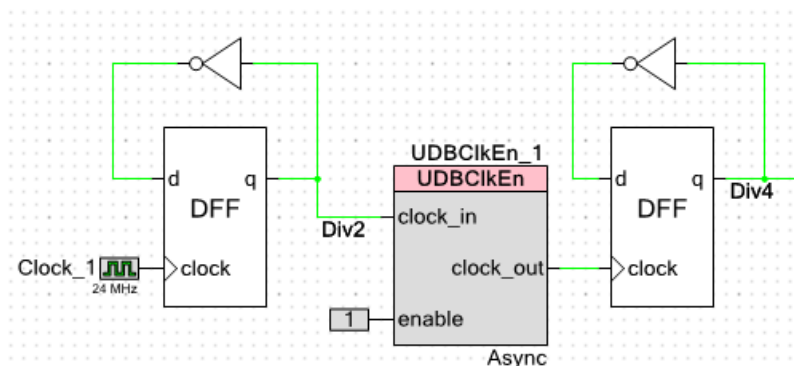 UDBClkEn_1
UDBClkEn
d q
DFF
Clock_1
24 MHz
clock
Div2
clock_in
clock_out
1
enable
Async
d q
DFF
clock
Div4